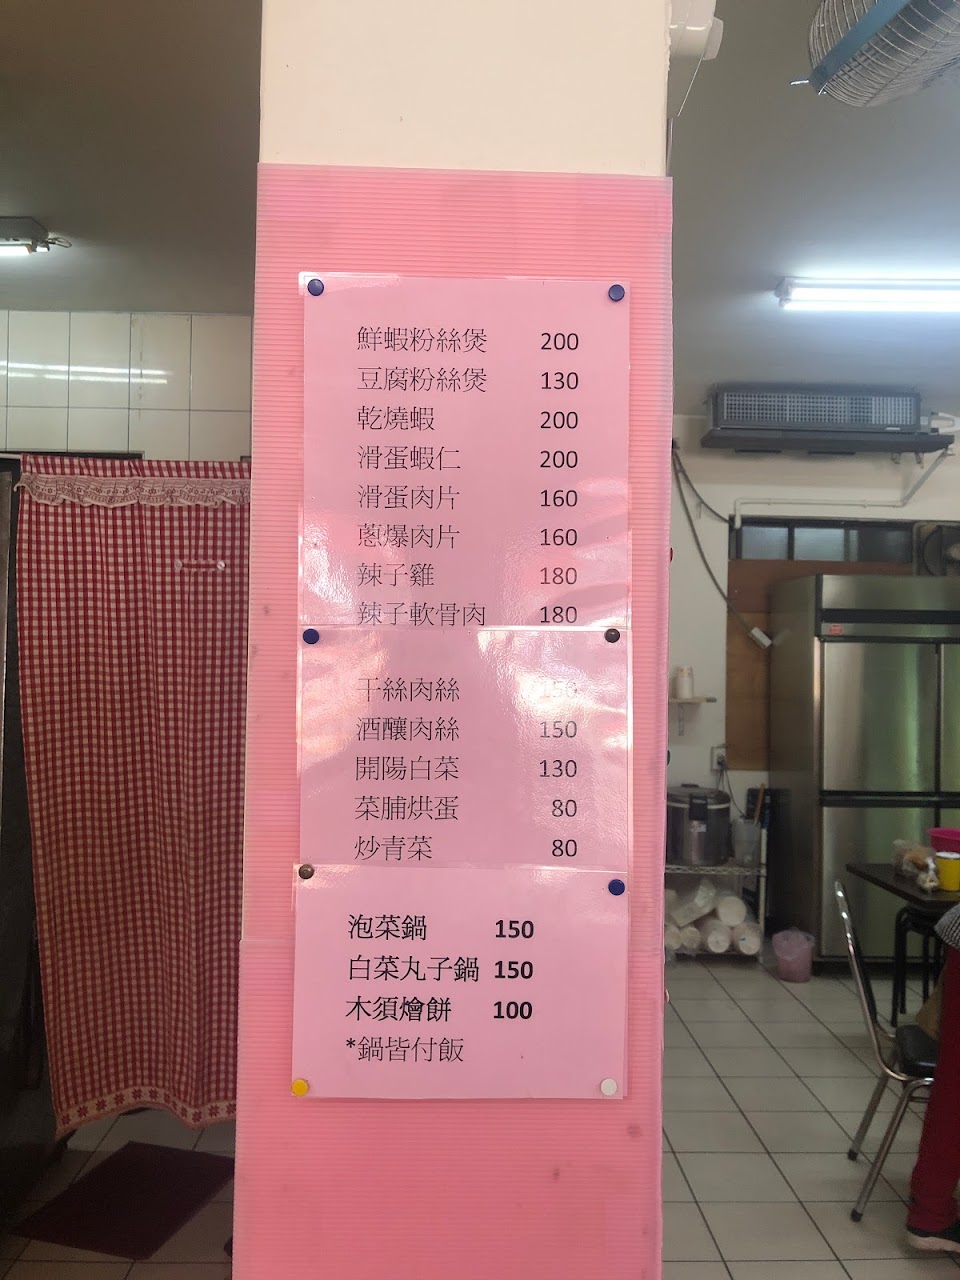 鮮蝦粉絲煲 200
豆腐粉絲煲 130
乾燒蝦 200
滑蛋蝦仁 200
滑蛋肉片 160
蔥爆肉片 160
辣子雞 180
辣子軟骨肉 180
干絲肉絲 150
酒釀肉絲 150
開陽白菜 130
菜脯烘蛋 80
炒青菜 80
泡菜鍋 150
白菜丸子鍋 150
木須燴餅 100
*鍋皆付飯